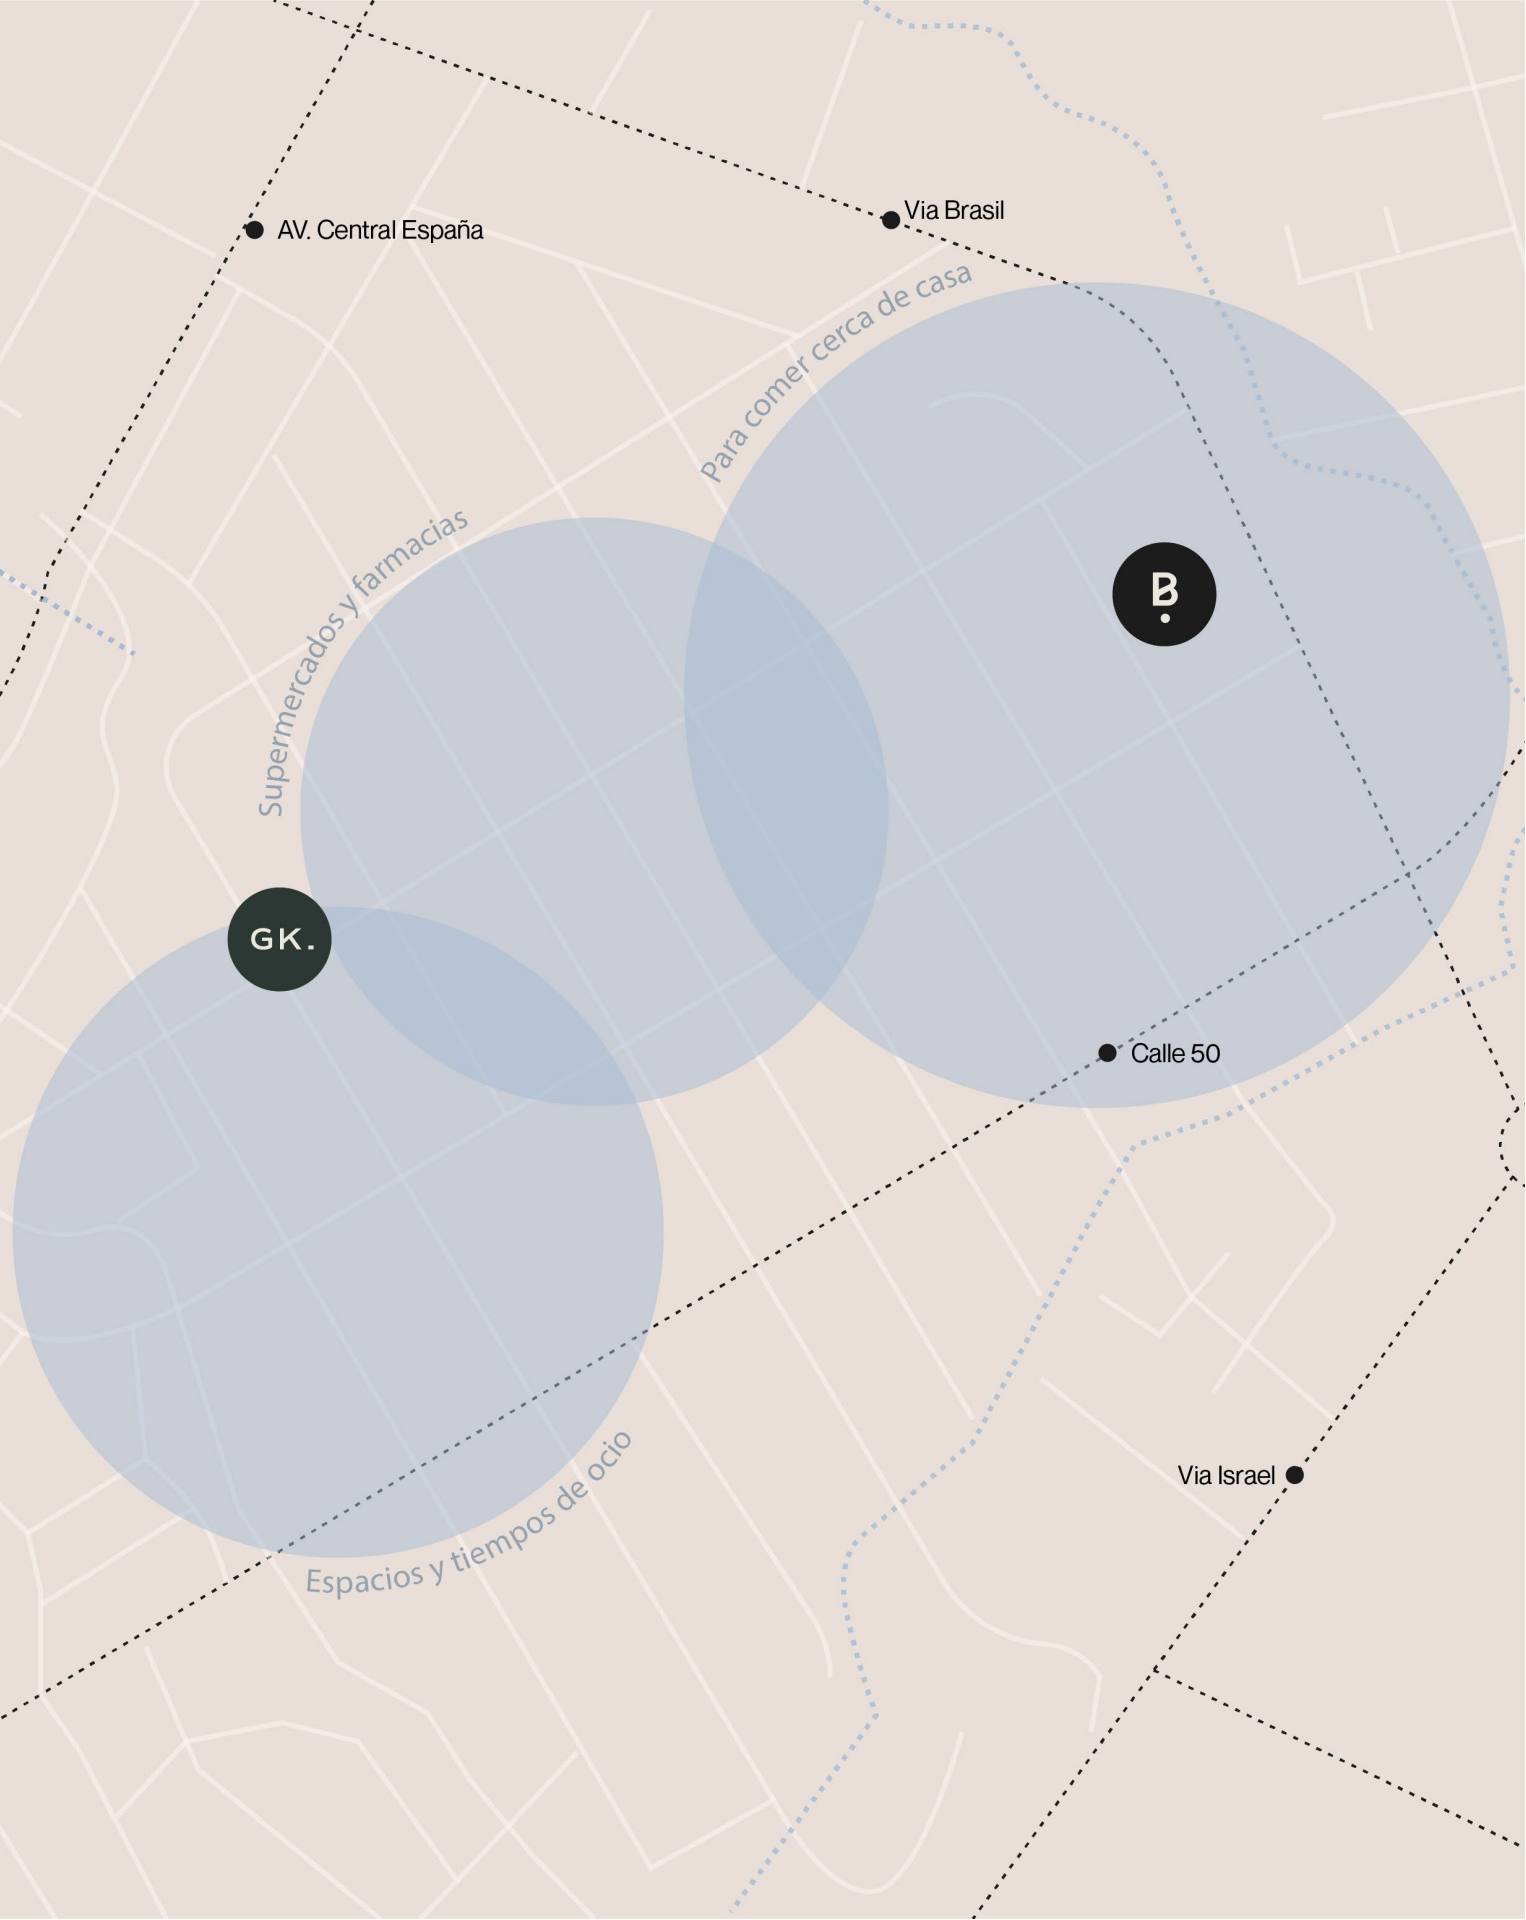 Via Brasil
AV. Central España
Para comer cerca de casa
Supermercados y farmacias
B
GK.
Calle 50
Espacios y tiempos de ocio
Via Israel